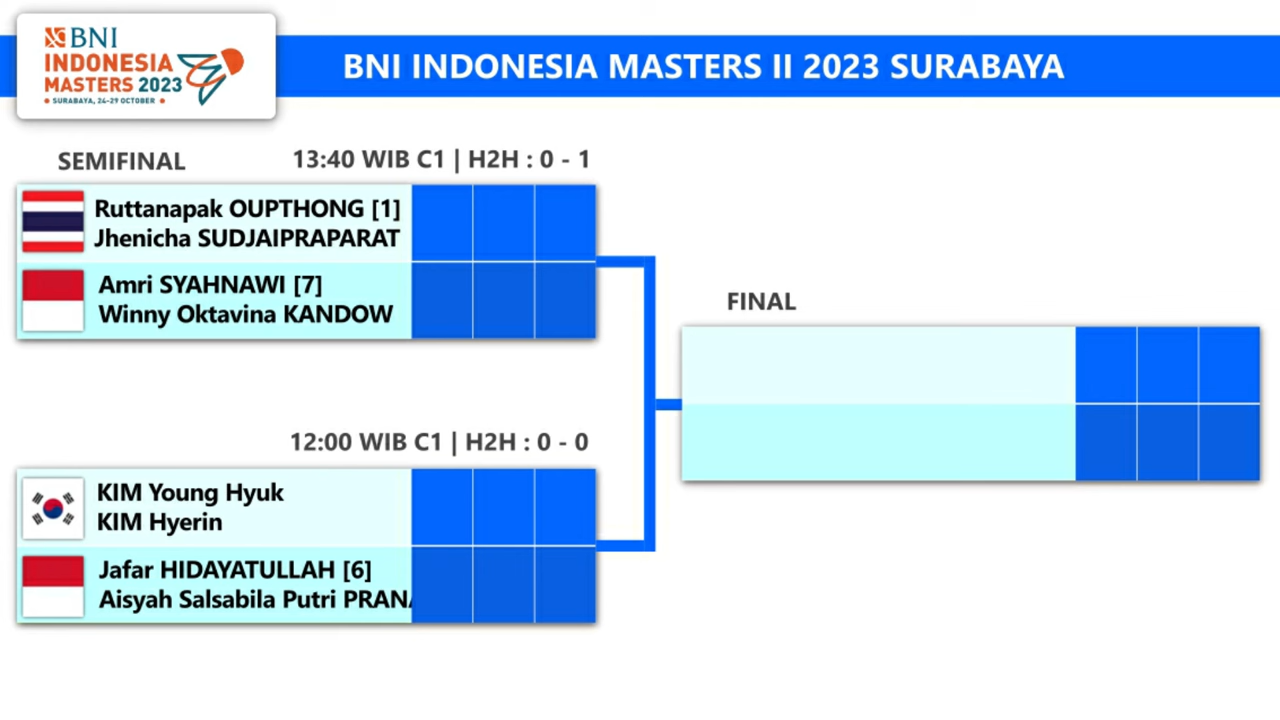 BNI
INDONESIA
MASTERS 2023
• SURABAYA, 24-29 OCTOBER •
BNI INDONESIA MASTERS II 2023 SURABAYA
SEMIFINAL
13:40 WIB C1 | H2H : 0 - 1
Ruttanapak OUPTHONG [1]
Jhenicha SUDJAIPRAPARAT
Amri SYAHNAWI [7]
Winny Oktavina KANDOW
FINAL
12:00 WIB C1 | H2H : 0 - 0
KIM Young Hyuk
KIM Hyerin
Jafar HIDAYATULLAH [6]
Aisyah Salsabila Putri PRANA